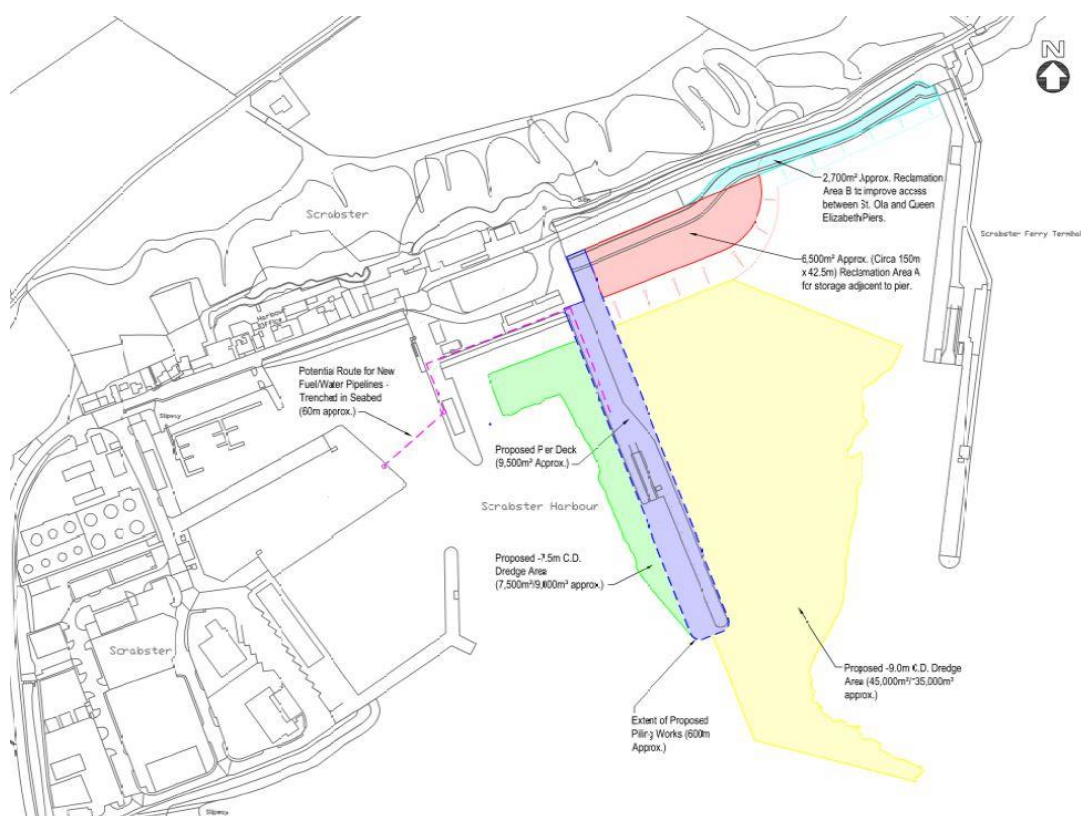 N
2,700m² Approx. Reclamation
Area B to improve access
between St. Ola and Queen
Elizabeth Piers.
Scrabster
Scrabster Ferry Terminal
6,500m² Approx. (Circa 150m
x 42.5m) Reclamation Area A
for storage adjacent to pier.
Harbour
Office
Potential Route for New
Fuel/Water Pipelines -
Trenched in Seabed
(60m approx.)
Slipway
Proposed Pier Deck
(9,500m² Approx.)
Scrabster Harbour
Proposed -7.5m C.D.
Dredge Area
(7,500m²/9,000m³ approx.)
Scrabster
Proposed -9.0m C.D. Dredge
Area (45,000m²/
approx.)
Extent of Proposed
Piling Works (600m
Approx.)
Slipway